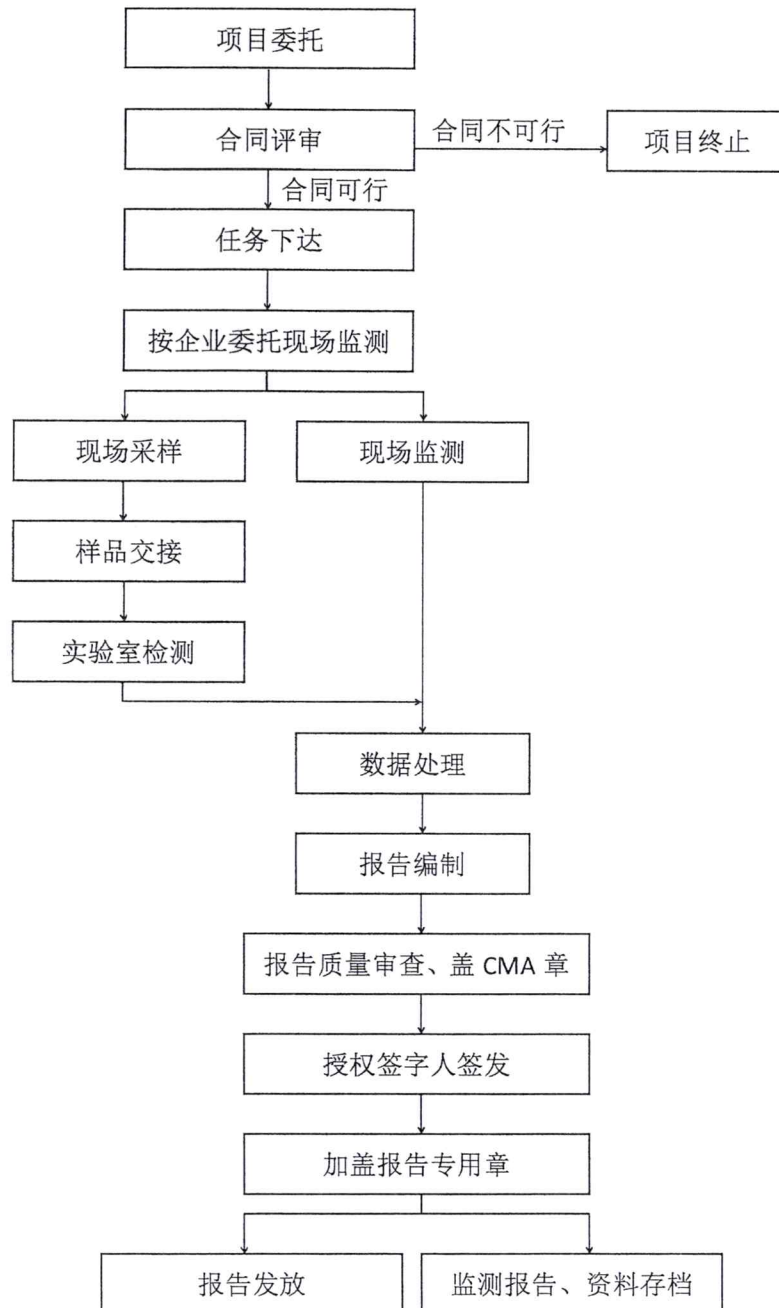 项目委托
合同评审
合同不可行
项目终止
合同可行
任务下达
按企业委托现场监测
现场采样
现场监测
样品交接
实验室检测
数据处理
报告编制
报告质量审查、盖 CMA 章
授权签字人签发
加盖报告专用章
报告发放
监测报告、资料存档